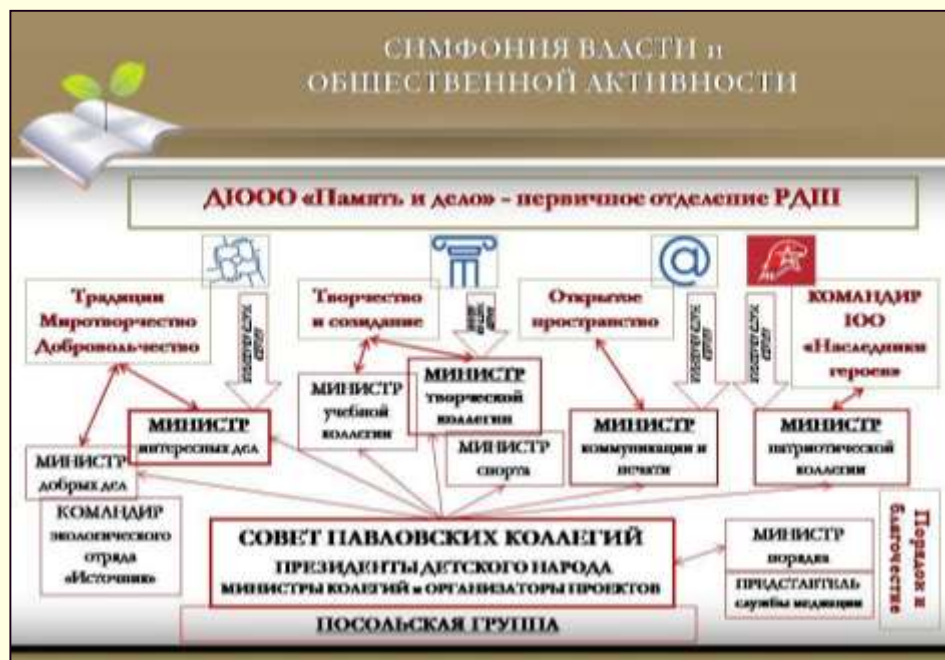 СИМФОНИЯ ВЛАСТИ и
ОБЩЕСТВЕННОЙ АКТИВНОСТИ
ДЮОО «Память и дело» - первичное отделение РДШ
Традиции
Миротворчество
Добровольчество
Творчество
и созидание
Открытое
пространство
КОМАНДИР
ЮО
«Наследники
героев»
МИНИСТР
учебной
коллегии
МИНИСТР
творческой
коллегии
МИНИСТР
интересных дел
МИНИСТР
коммуникации и
печати
МИНИСТР
патриотической
коллегии
МИНИСТР
спорта
МИНИСТР
добрых дел
КОМАНДИР
экологического
отряда
«Источник»
СОВЕТ ПАВЛОВСКИХ КОЛЛЕГИЙ
ПРЕЗИДЕНТЫ ДЕТСКОГО НАРОДА
МИНИСТРЫ КОЛЕГИЙ и ОРГАНИЗАТОРЫ ПРОЕКТОВ
МИНИСТР
порядка
ПРЕДСТАВТЕЛЬ
службы медиации
Порядок и
благочестие
ПОСОЛЬСКАЯ ГРУППА